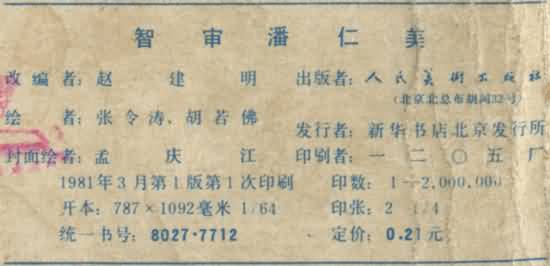 智审潘仁美
改编者：赵建明 出版者：人民美术出版社
（北京北总布胡同32号）
绘者：张令涛、胡若佛
发行者：新华书店北京发行所
封面绘者：孟庆江 印刷者：一二〇五厂
1981年3月第1版第1次印刷 印数：1—2,000,000
开本：787×1092毫米 1/64 印张：2 1/4
统一书号：8027·7712 定价：0.21元